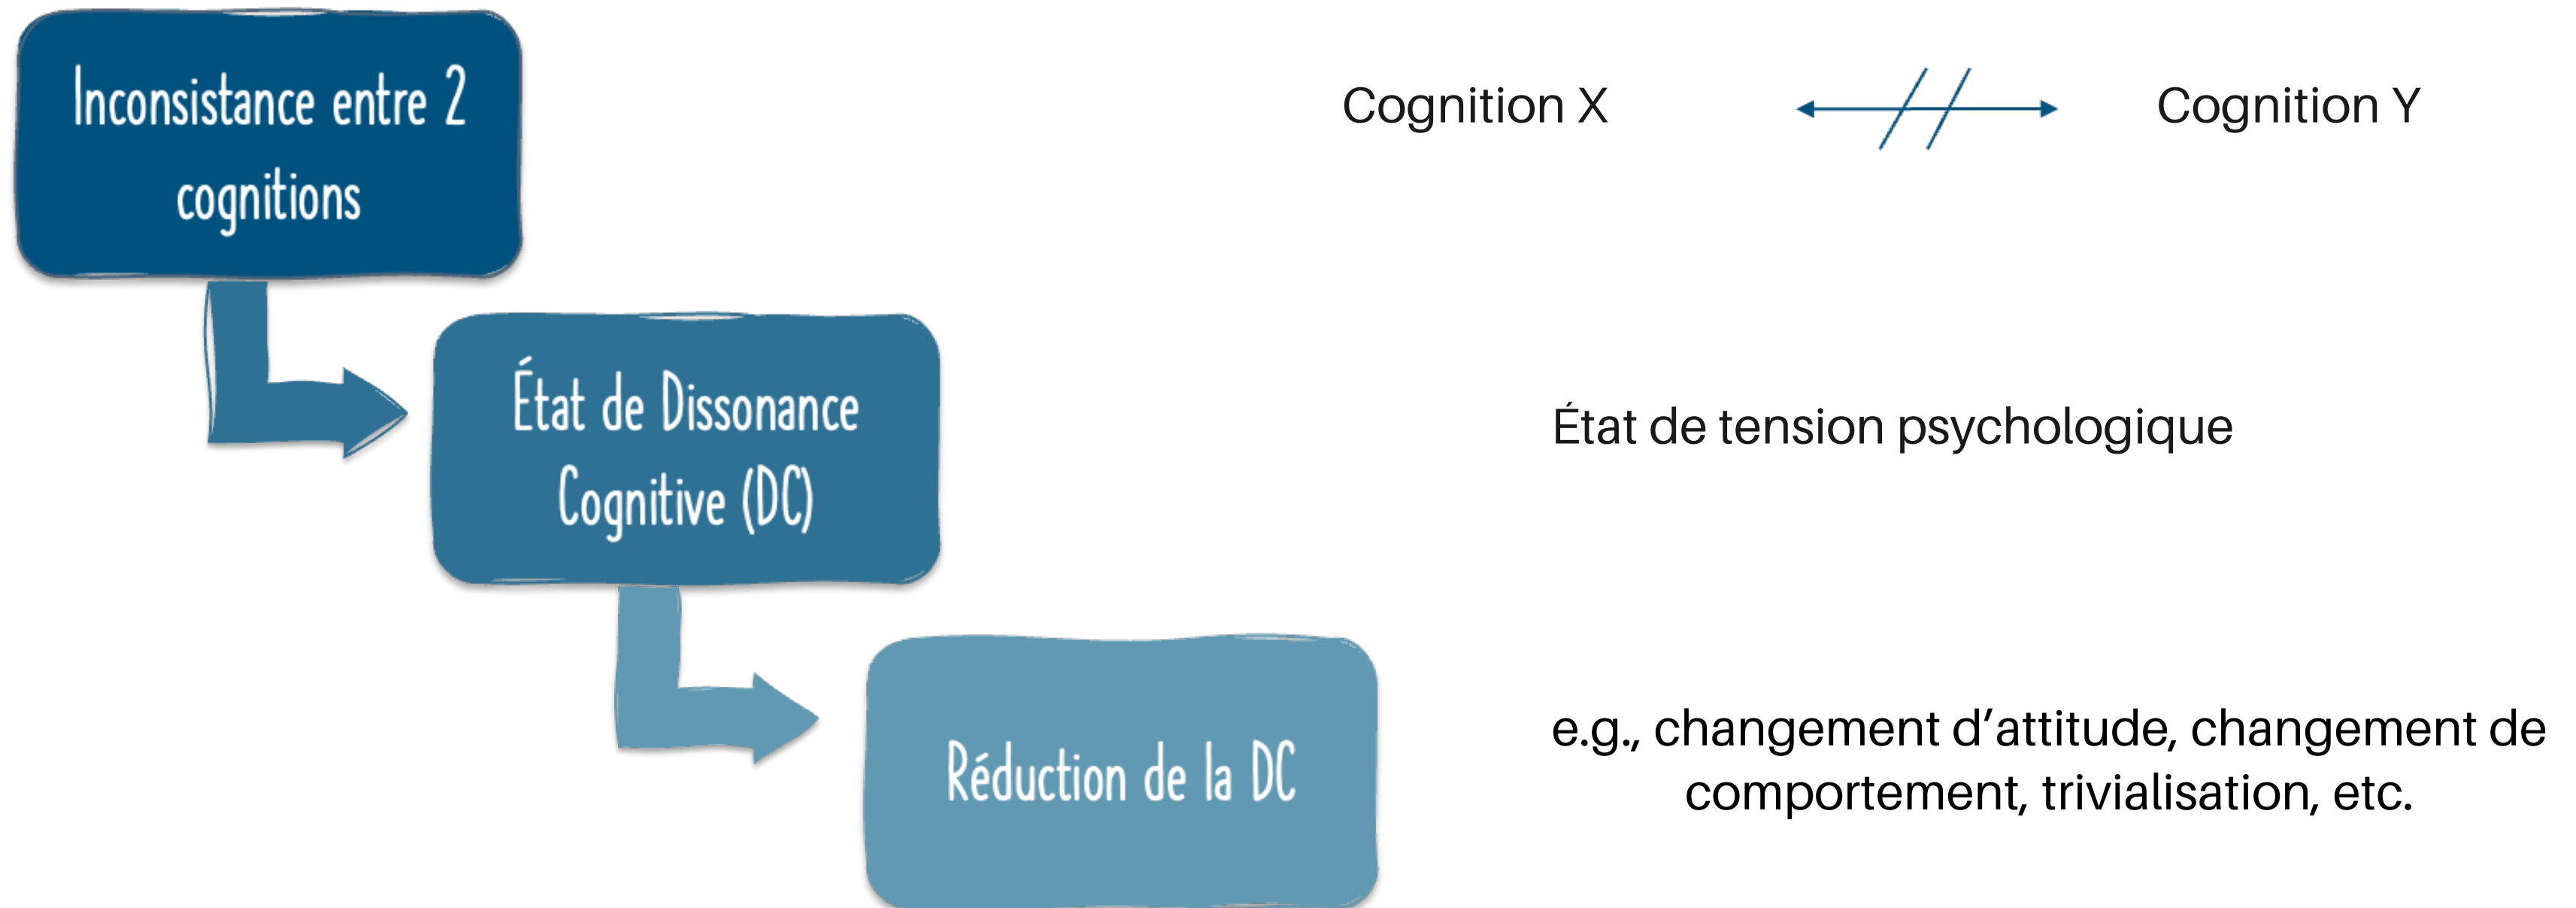 Inconsistance entre 2
cognitions
Cognition X
Cognition Y
État de Dissonance
Cognitive (DC)
État de tension psychologique
Réduction de la DC
e.g., changement d’attitude, changement de
comportement, trivialisation, etc.